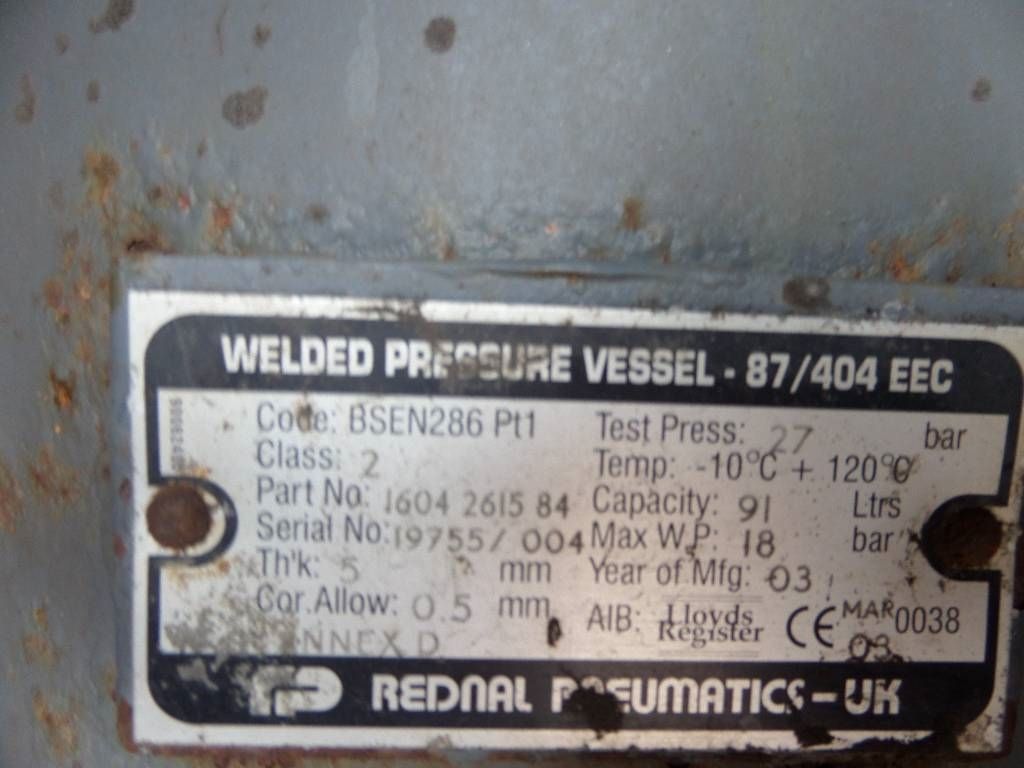 WELDED PRESSURE VESSEL - 87/404 EEC
Code: BSEN286 Pt1
Class: 2
Part No: 1604 2615 84
Serial No: 19755/ 004
Th'k: 5 mm
Cor.Allow: 0.5 mm
ANNEX D
Test Press: 27 bar
Temp: -10°C + 120°C
Capacity: 91 Ltrs
Max W.P: 18 bar
Year of Mfg: 03
AIB: Lloyds Register CE MAR 03 0038
REDNAL PNEUMATICS - UK